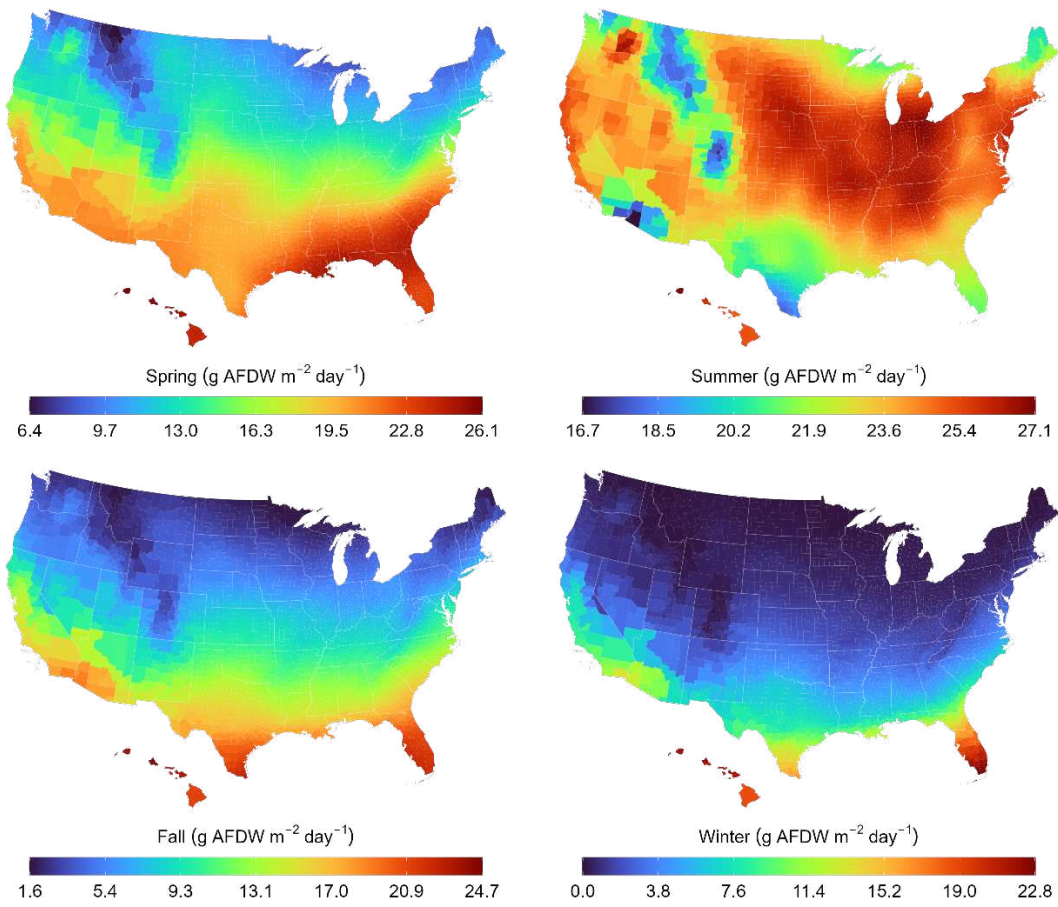 Spring (g AFDW m⁻² day⁻¹)
6.4 9.7 13.0 16.3 19.5 22.8 26.1
Summer (g AFDW m⁻² day⁻¹)
16.7 18.5 20.2 21.9 23.6 25.4 27.1
Fall (g AFDW m⁻² day⁻¹)
1.6 5.4 9.3 13.1 17.0 20.9 24.7
Winter (g AFDW m⁻² day⁻¹)
0.0 3.8 7.6 11.4 15.2 19.0 22.8